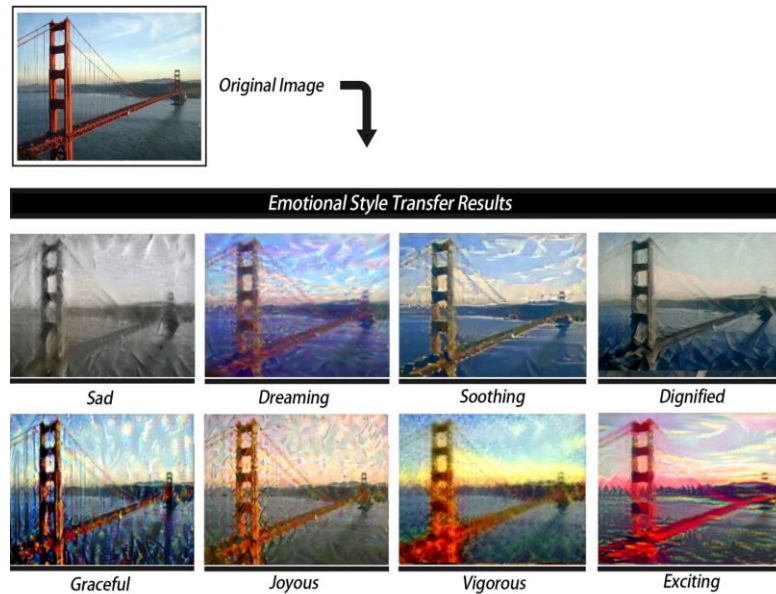 Original Image
Emotional Style Transfer Results
Sad
Dreaming
Soothing
Dignified
Graceful
Joyous
Vigorous
Exciting